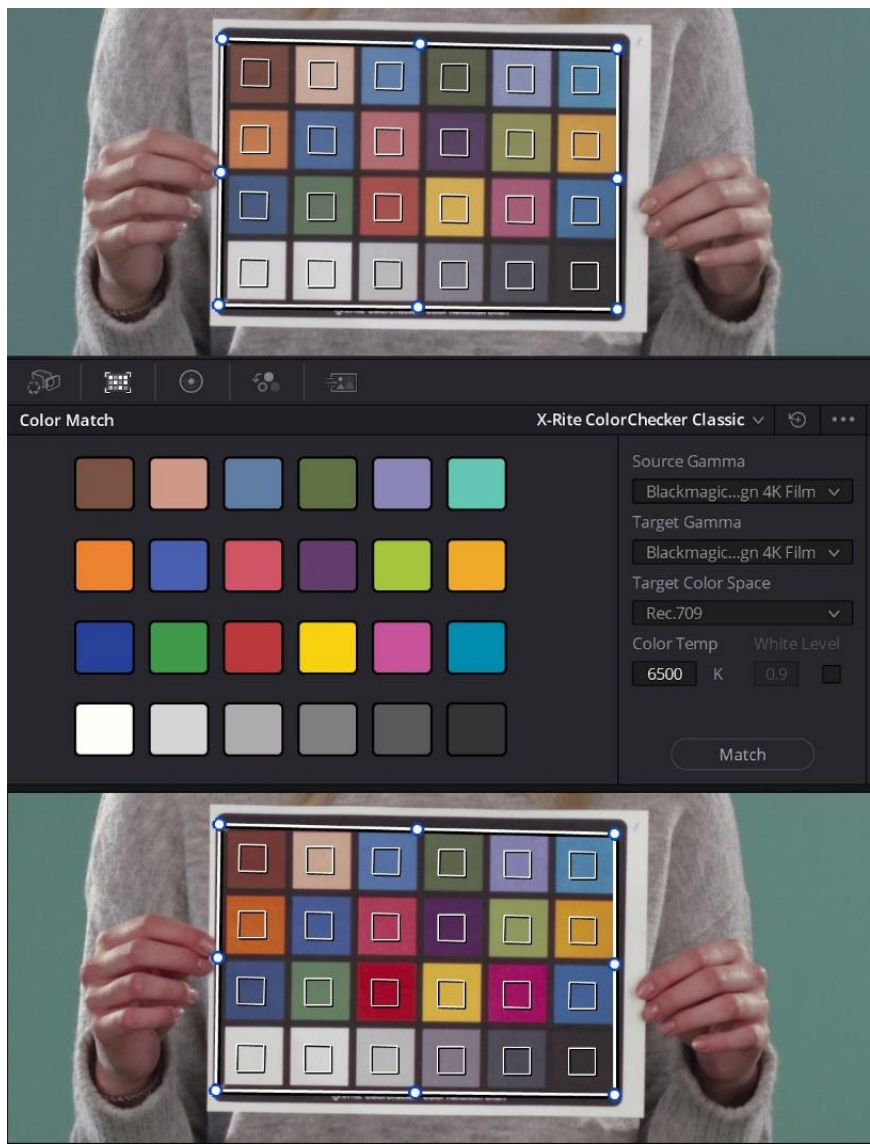 Color Match
X-Rite ColorChecker Classic
Source Gamma
Blackmagic...gn 4K Film
Target Gamma
Blackmagic...gn 4K Film
Target Color Space
Rec.709
Color Temp White Level
6500 K 0.9
Match